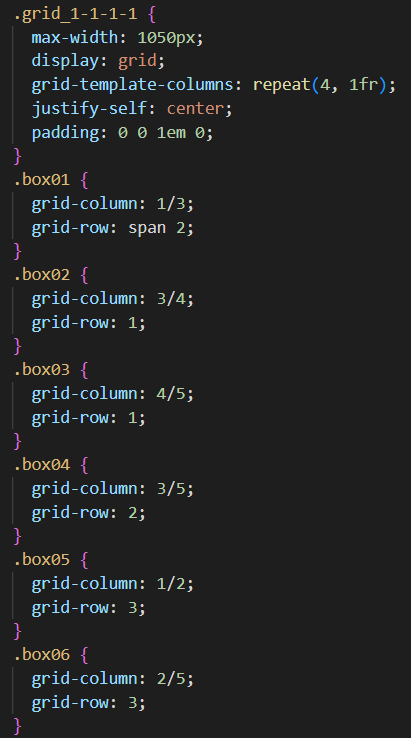 .grid_1-1-1-1 {
  max-width: 1050px;
  display: grid;
  grid-template-columns: repeat(4, 1fr);
  justify-self: center;
  padding: 0 0 1em 0;
}
.box01 {
  grid-column: 1/3;
  grid-row: span 2;
}
.box02 {
  grid-column: 3/4;
  grid-row: 1;
}
.box03 {
  grid-column: 4/5;
  grid-row: 1;
}
.box04 {
  grid-column: 3/5;
  grid-row: 2;
}
.box05 {
  grid-column: 1/2;
  grid-row: 3;
}
.box06 {
  grid-column: 2/5;
  grid-row: 3;
}